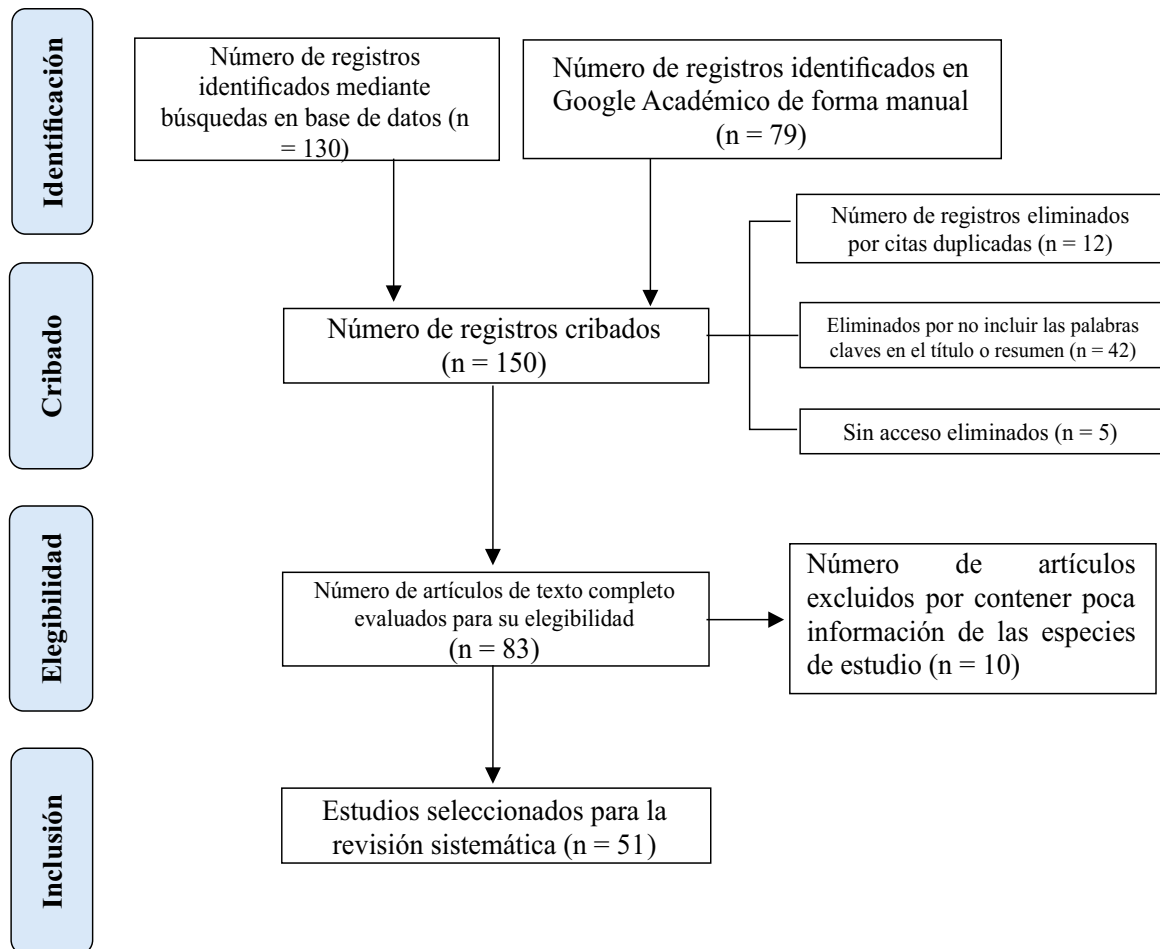 Identificación
Número de registros
identificados mediante
búsquedas en base de datos (n
= 130)
Número de registros identificados en
Google Académico de forma manual
(n = 79)
Número de registros eliminados
por citas duplicadas (n = 12)
Cribado
Número de registros cribados
(n = 150)
Eliminados por no incluir las palabras
claves en el título o resumen (n = 42)
Sin acceso eliminados (n = 5)
Elegibilidad
Número de artículos de texto completo
evaluados para su elegibilidad
(n = 83)
Número de artículos
excluidos por contener poca
información de las especies
de estudio (n = 10)
Inclusión
Estudios seleccionados para la
revisión sistemática (n = 51)